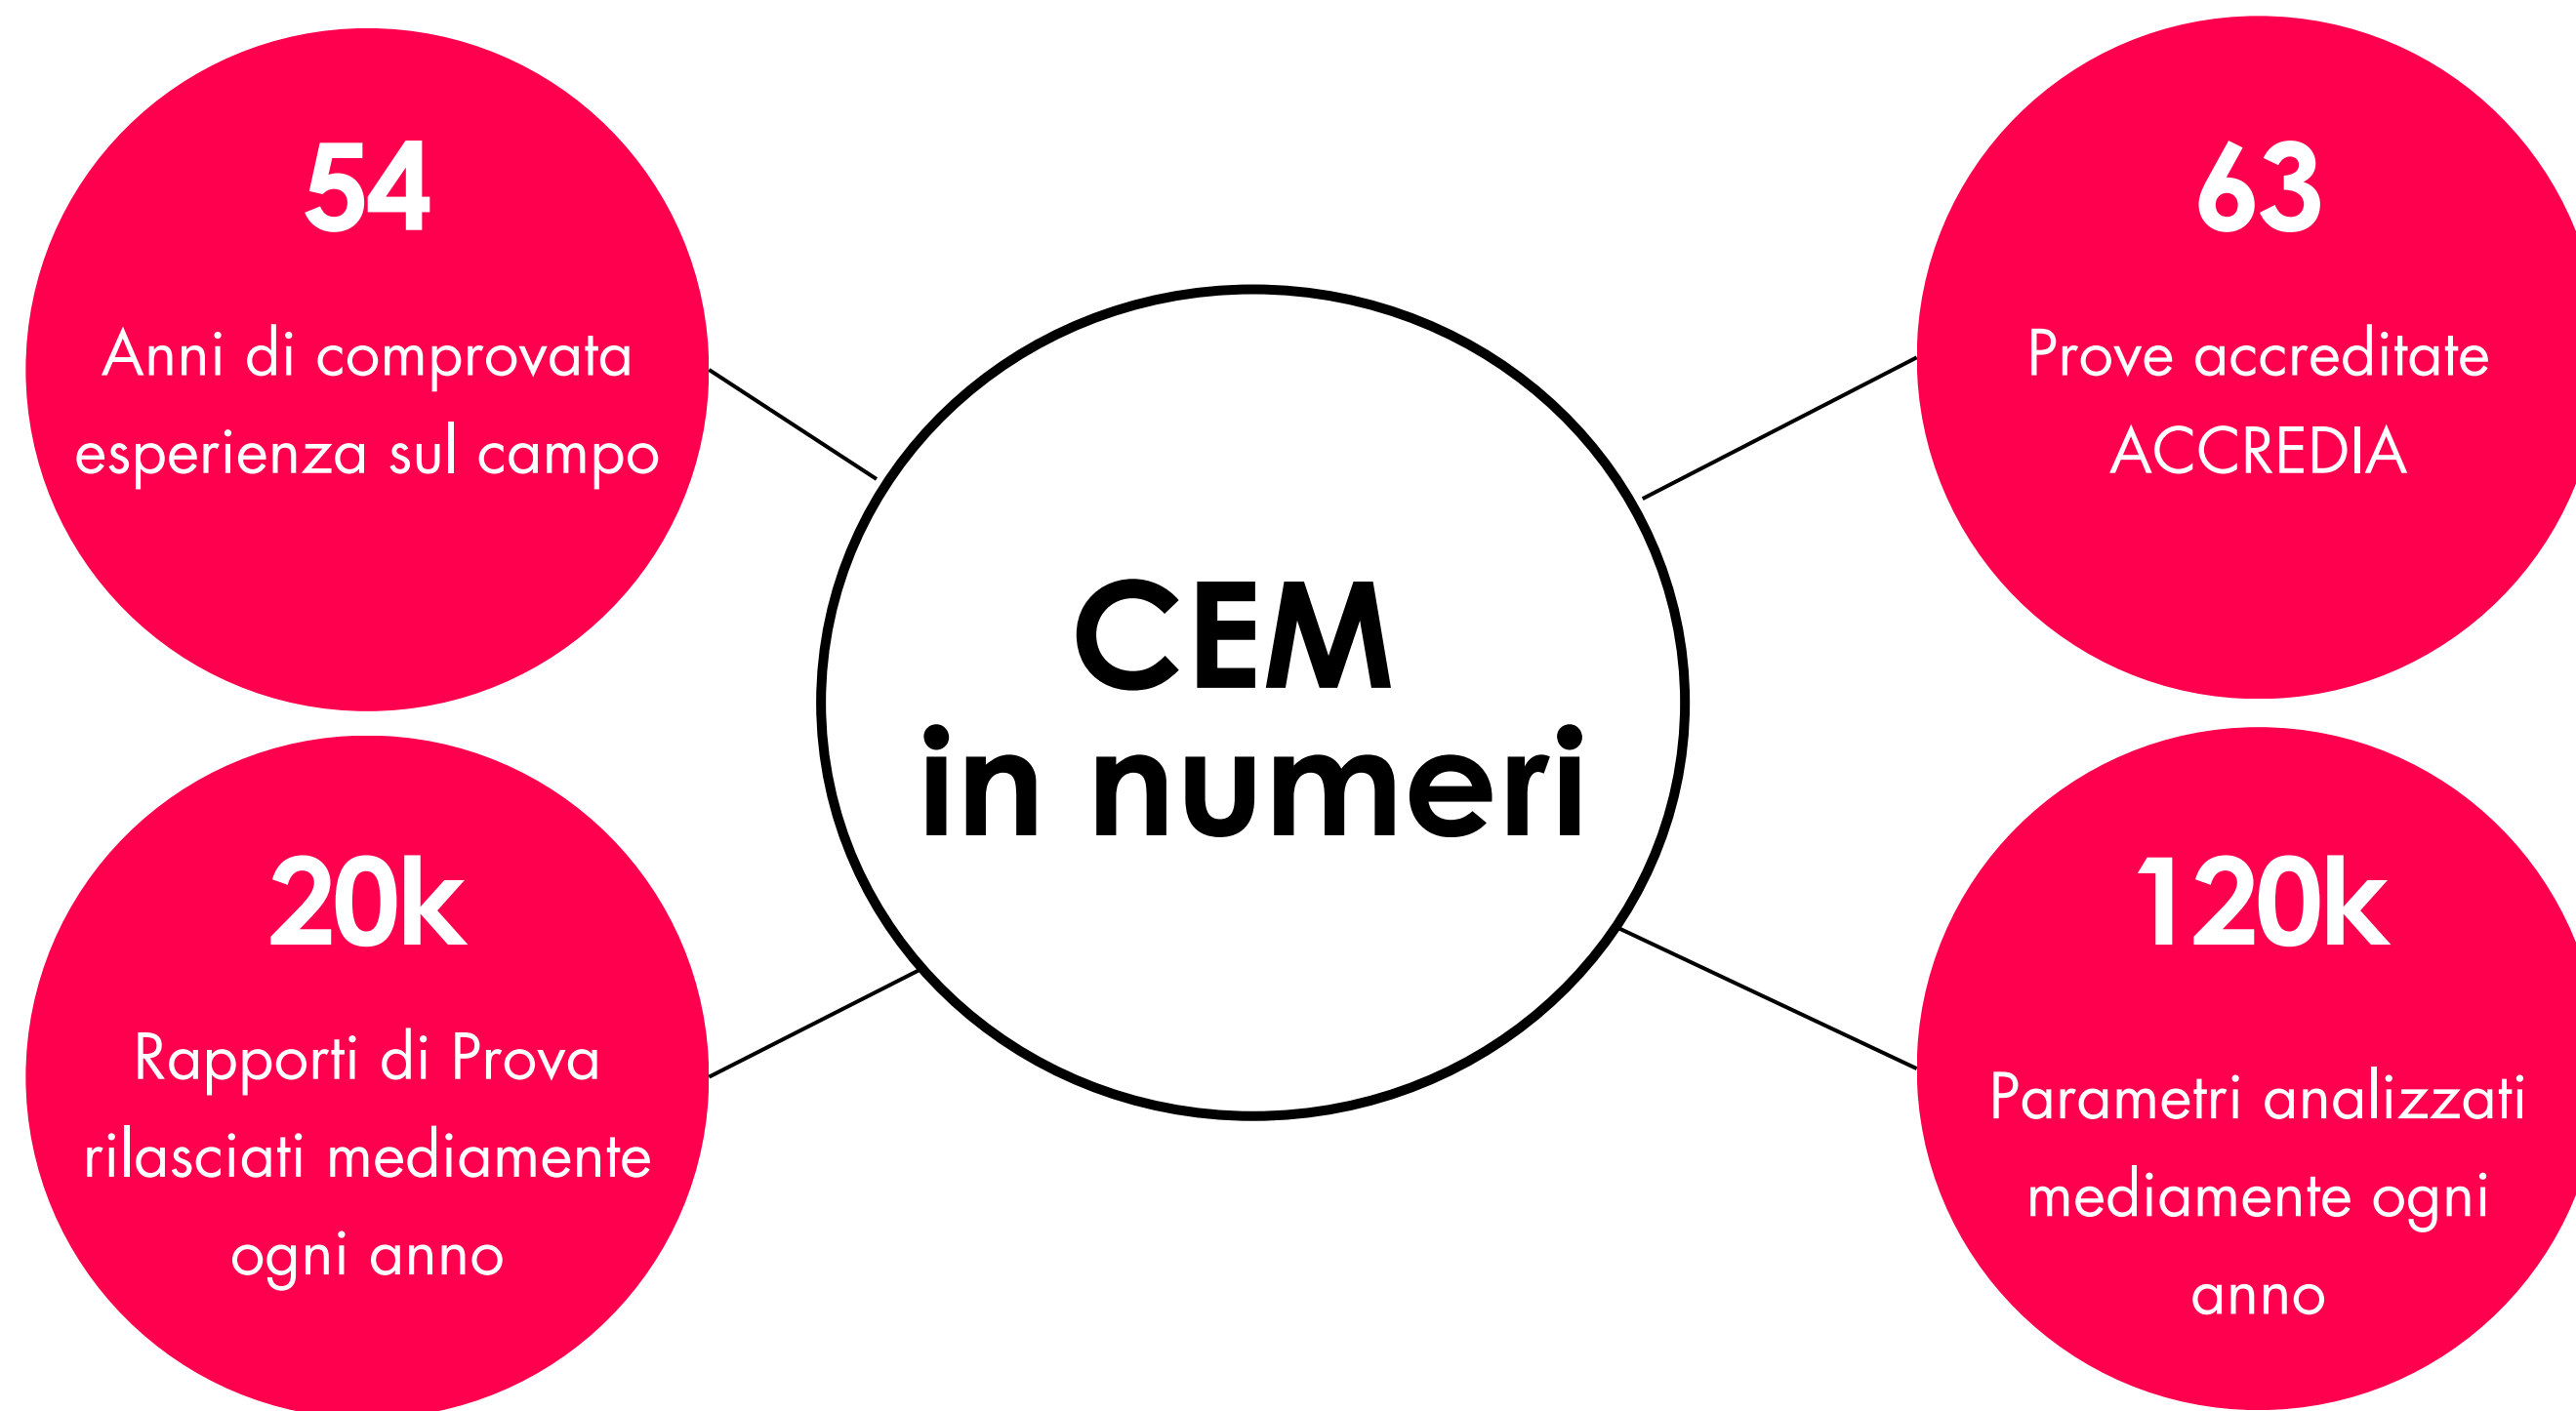 54
Anni di comprovata
esperienza sul campo
63
Prove accreditate
ACCREDIA
CEM
in numeri
20k
Rapporti di Prova
rilasciati mediamente
ogni anno
120k
Parametri analizzati
mediamente ogni
anno